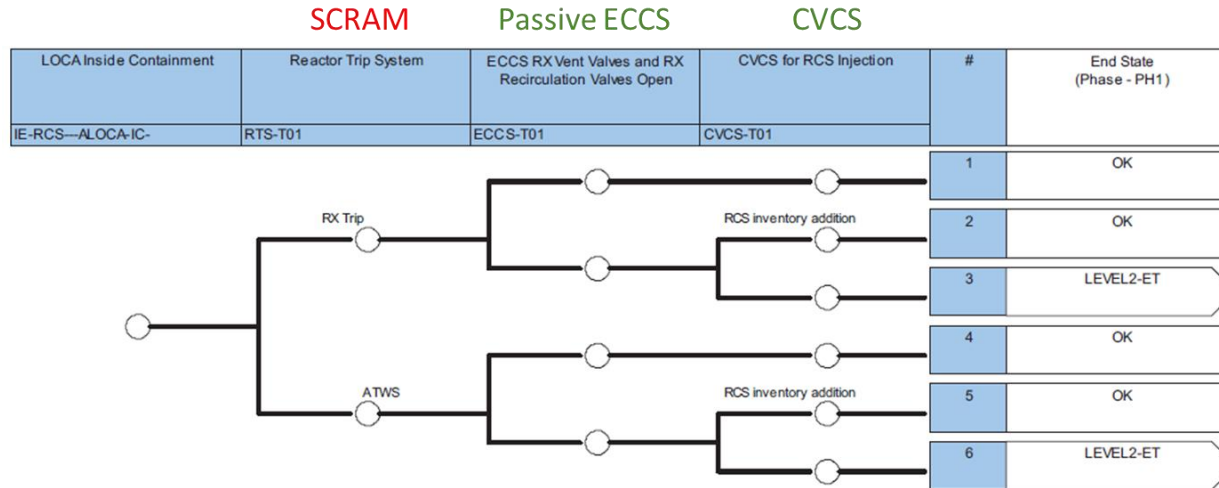 SCRAM Passive ECCS CVCS
LOCA Inside Containment
Reactor Trip System
ECCS RX Vent Valves and RX
Recirculation Valves Open
CVCS for RCS Injection
#
End State
(Phase - PH1)
IE-RCS---ALOCA-IC-
RTS-T01
ECCS-T01
CVCS-T01
1
OK
RX Trip
RCS inventory addition
2
OK
3
LEVEL2-ET
4
OK
ATWS
RCS inventory addition
5
OK
6
LEVEL2-ET